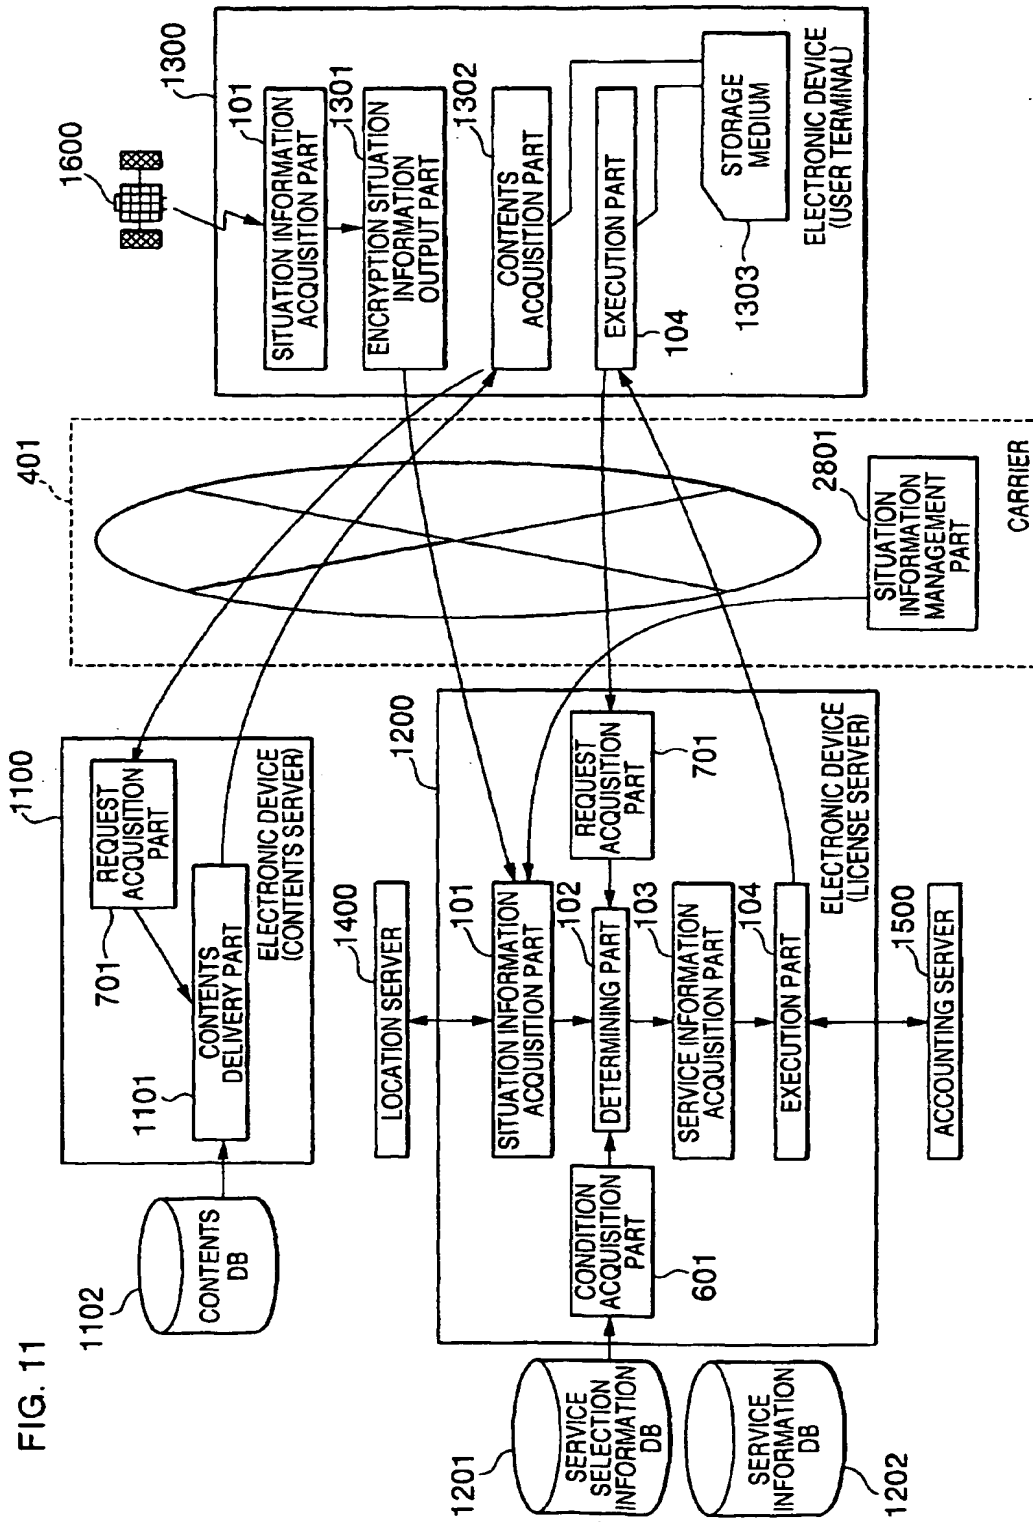 FIG. 11
1102
CONTENTS
DB
1100
701
REQUEST
ACQUISITION
PART
1101
CONTENTS
DELIVERY PART
ELECTRONIC DEVICE
(CONTENTS SERVER)
1400
LOCATION SERVER
1201
SERVICE
SELECTION
INFORMATION
DB
SERVICE
INFORMATION
DB
1202
1200
CONDITION
ACQUISITION
PART
601
101
SITUATION INFORMATION
ACQUISITION PART
102
DETERMINING PART
103
SERVICE INFORMATION
ACQUISITION PART
104
EXECUTION PART
REQUEST
ACQUISITION
PART
701
ELECTRONIC DEVICE
(LICENSE SERVER)
1500
ACCOUNTING SERVER
401
2801
SITUATION
INFORMATION
MANAGEMENT
PART
CARRIER
1600
1300
101
SITUATION INFORMATION
ACQUISITION PART
1301
ENCRYPTION SITUATION
INFORMATION
OUTPUT PART
1302
CONTENTS
ACQUISITION PART
EXECUTION PART
104
STORAGE
MEDIUM
1303
ELECTRONIC DEVICE
(USER TERMINAL)